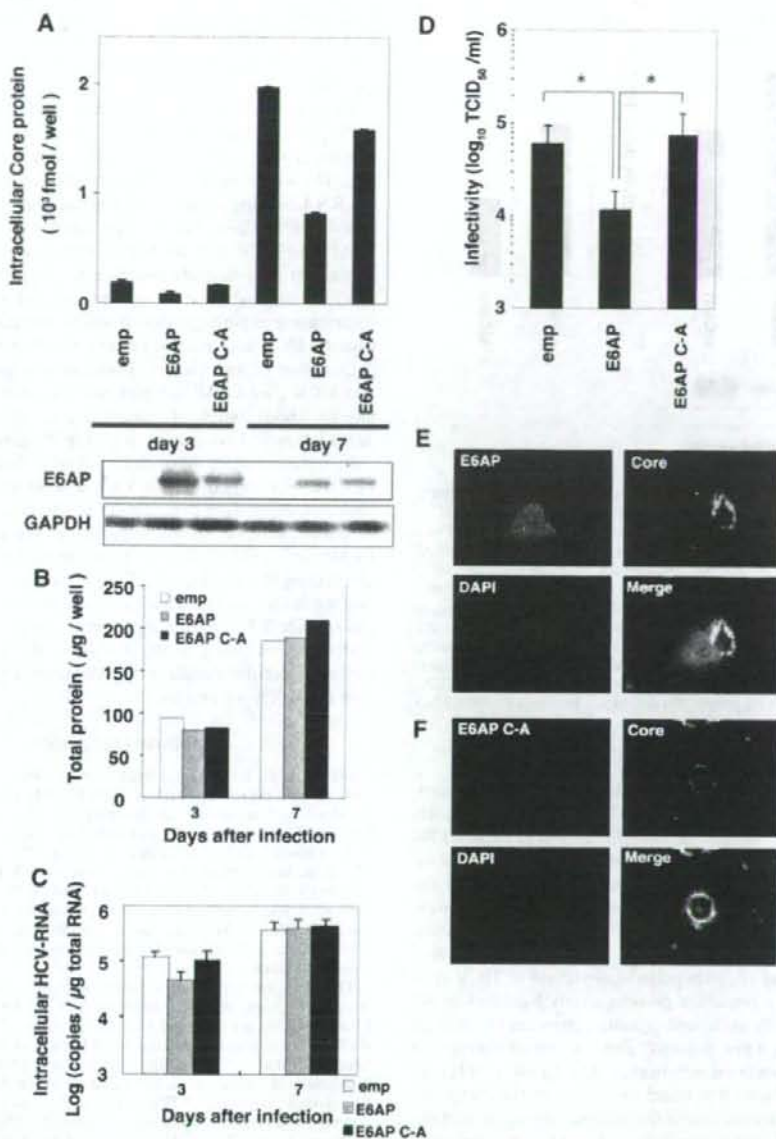 A
Intracellular Core protein
( 10³ fmol / well )
2
1
0
emp
E6AP
E6AP C-A
emp
E6AP
E6AP C-A
day 3
day 7
E6AP
GAPDH
B
Total protein ( µg / well )
250
200
150
100
50
0
emp
E6AP
E6AP C-A
3
7
Days after infection
C
Intracellular HCV-RNA
Log (copies / µg total RNA)
6
5
4
3
3
7
Days after infection
emp
E6AP
E6AP C-A
D
Infectivity (log₁₀ TCID₅₀ /ml)
6
5
4
3
*
*
emp
E6AP
E6AP C-A
E
E6AP
Core
DAPI
Merge
F
E6AP C-A
Core
DAPI
Merge